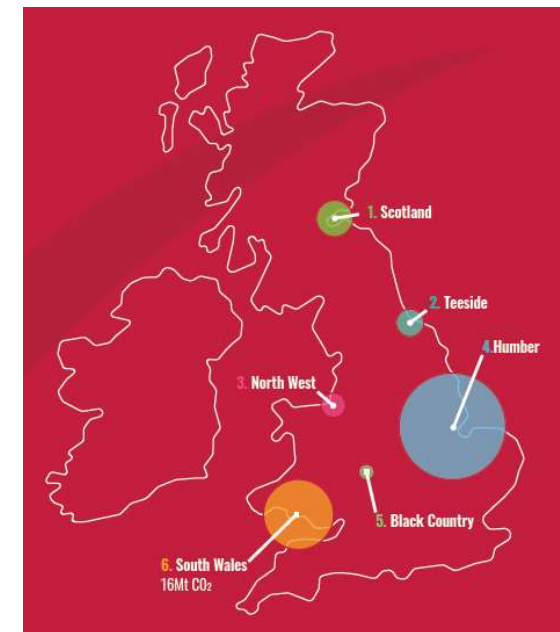 1. Scotland
2. Teeside
3. North West
4.Humber
5. Black Country
6. South Wales
16Mt CO₂